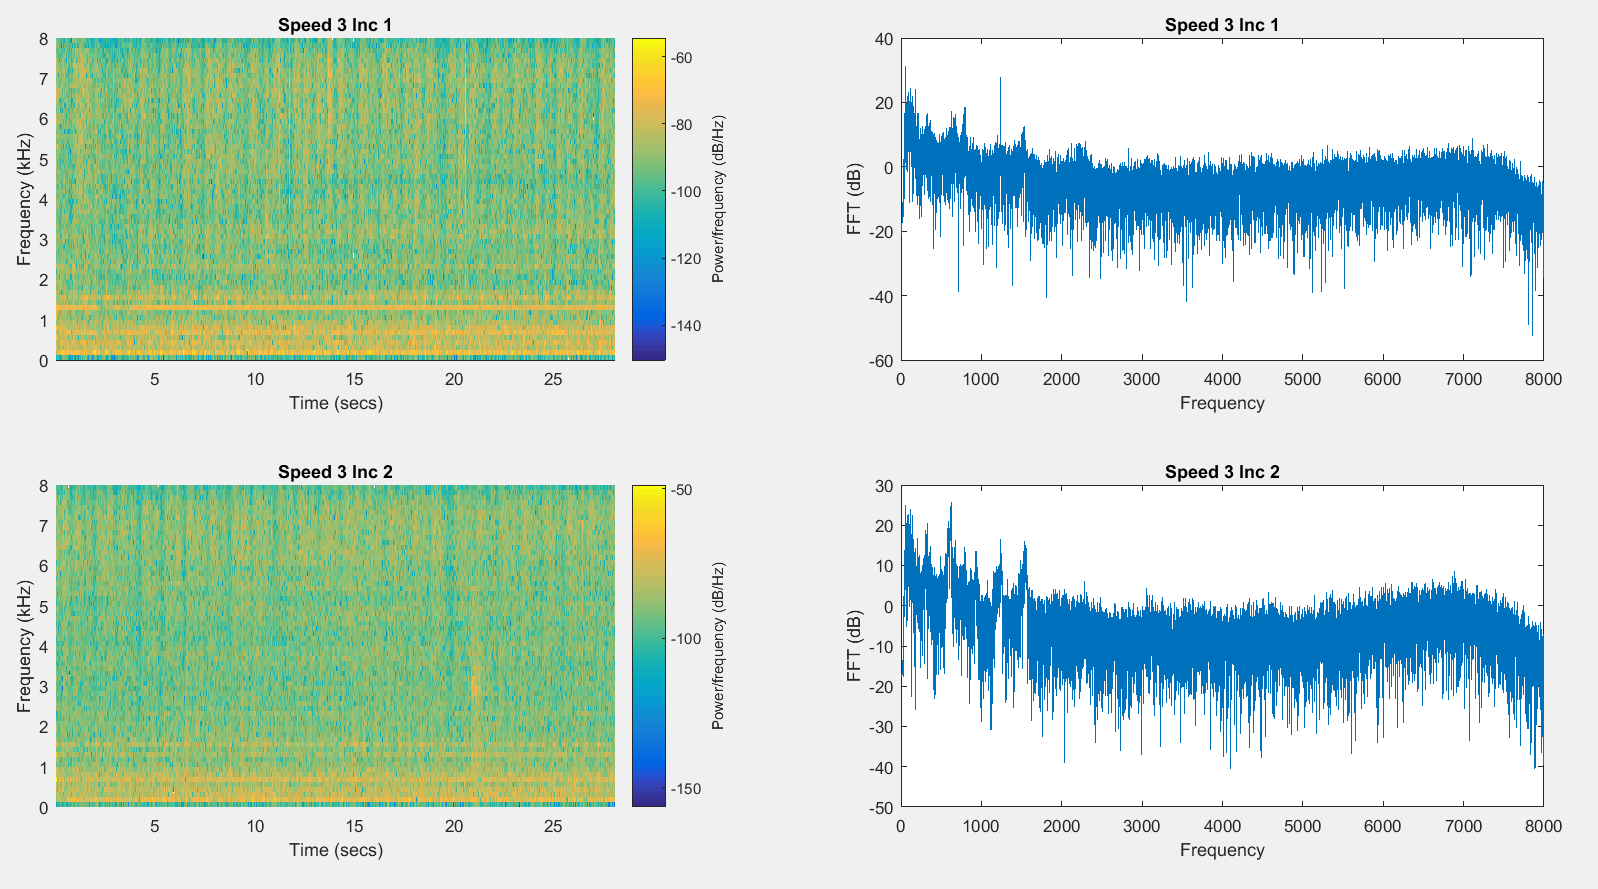 Speed 3 Inc 1
8
7
6
5
4
3
2
1
0
Frequency (kHz)
5 10 15 20 25
Time (secs)
-60
-80
-100
-120
-140
Power/frequency (dB/Hz)
Speed 3 Inc 1
40
20
0
-20
-40
-60
FFT (dB)
0 1000 2000 3000 4000 5000 6000 7000 8000
Frequency
Speed 3 Inc 2
8
7
6
5
4
3
2
1
0
Frequency (kHz)
5 10 15 20 25
Time (secs)
-50
-100
-150
Power/frequency (dB/Hz)
Speed 3 Inc 2
30
20
10
0
-10
-20
-30
-40
-50
FFT (dB)
0 1000 2000 3000 4000 5000 6000 7000 8000
Frequency